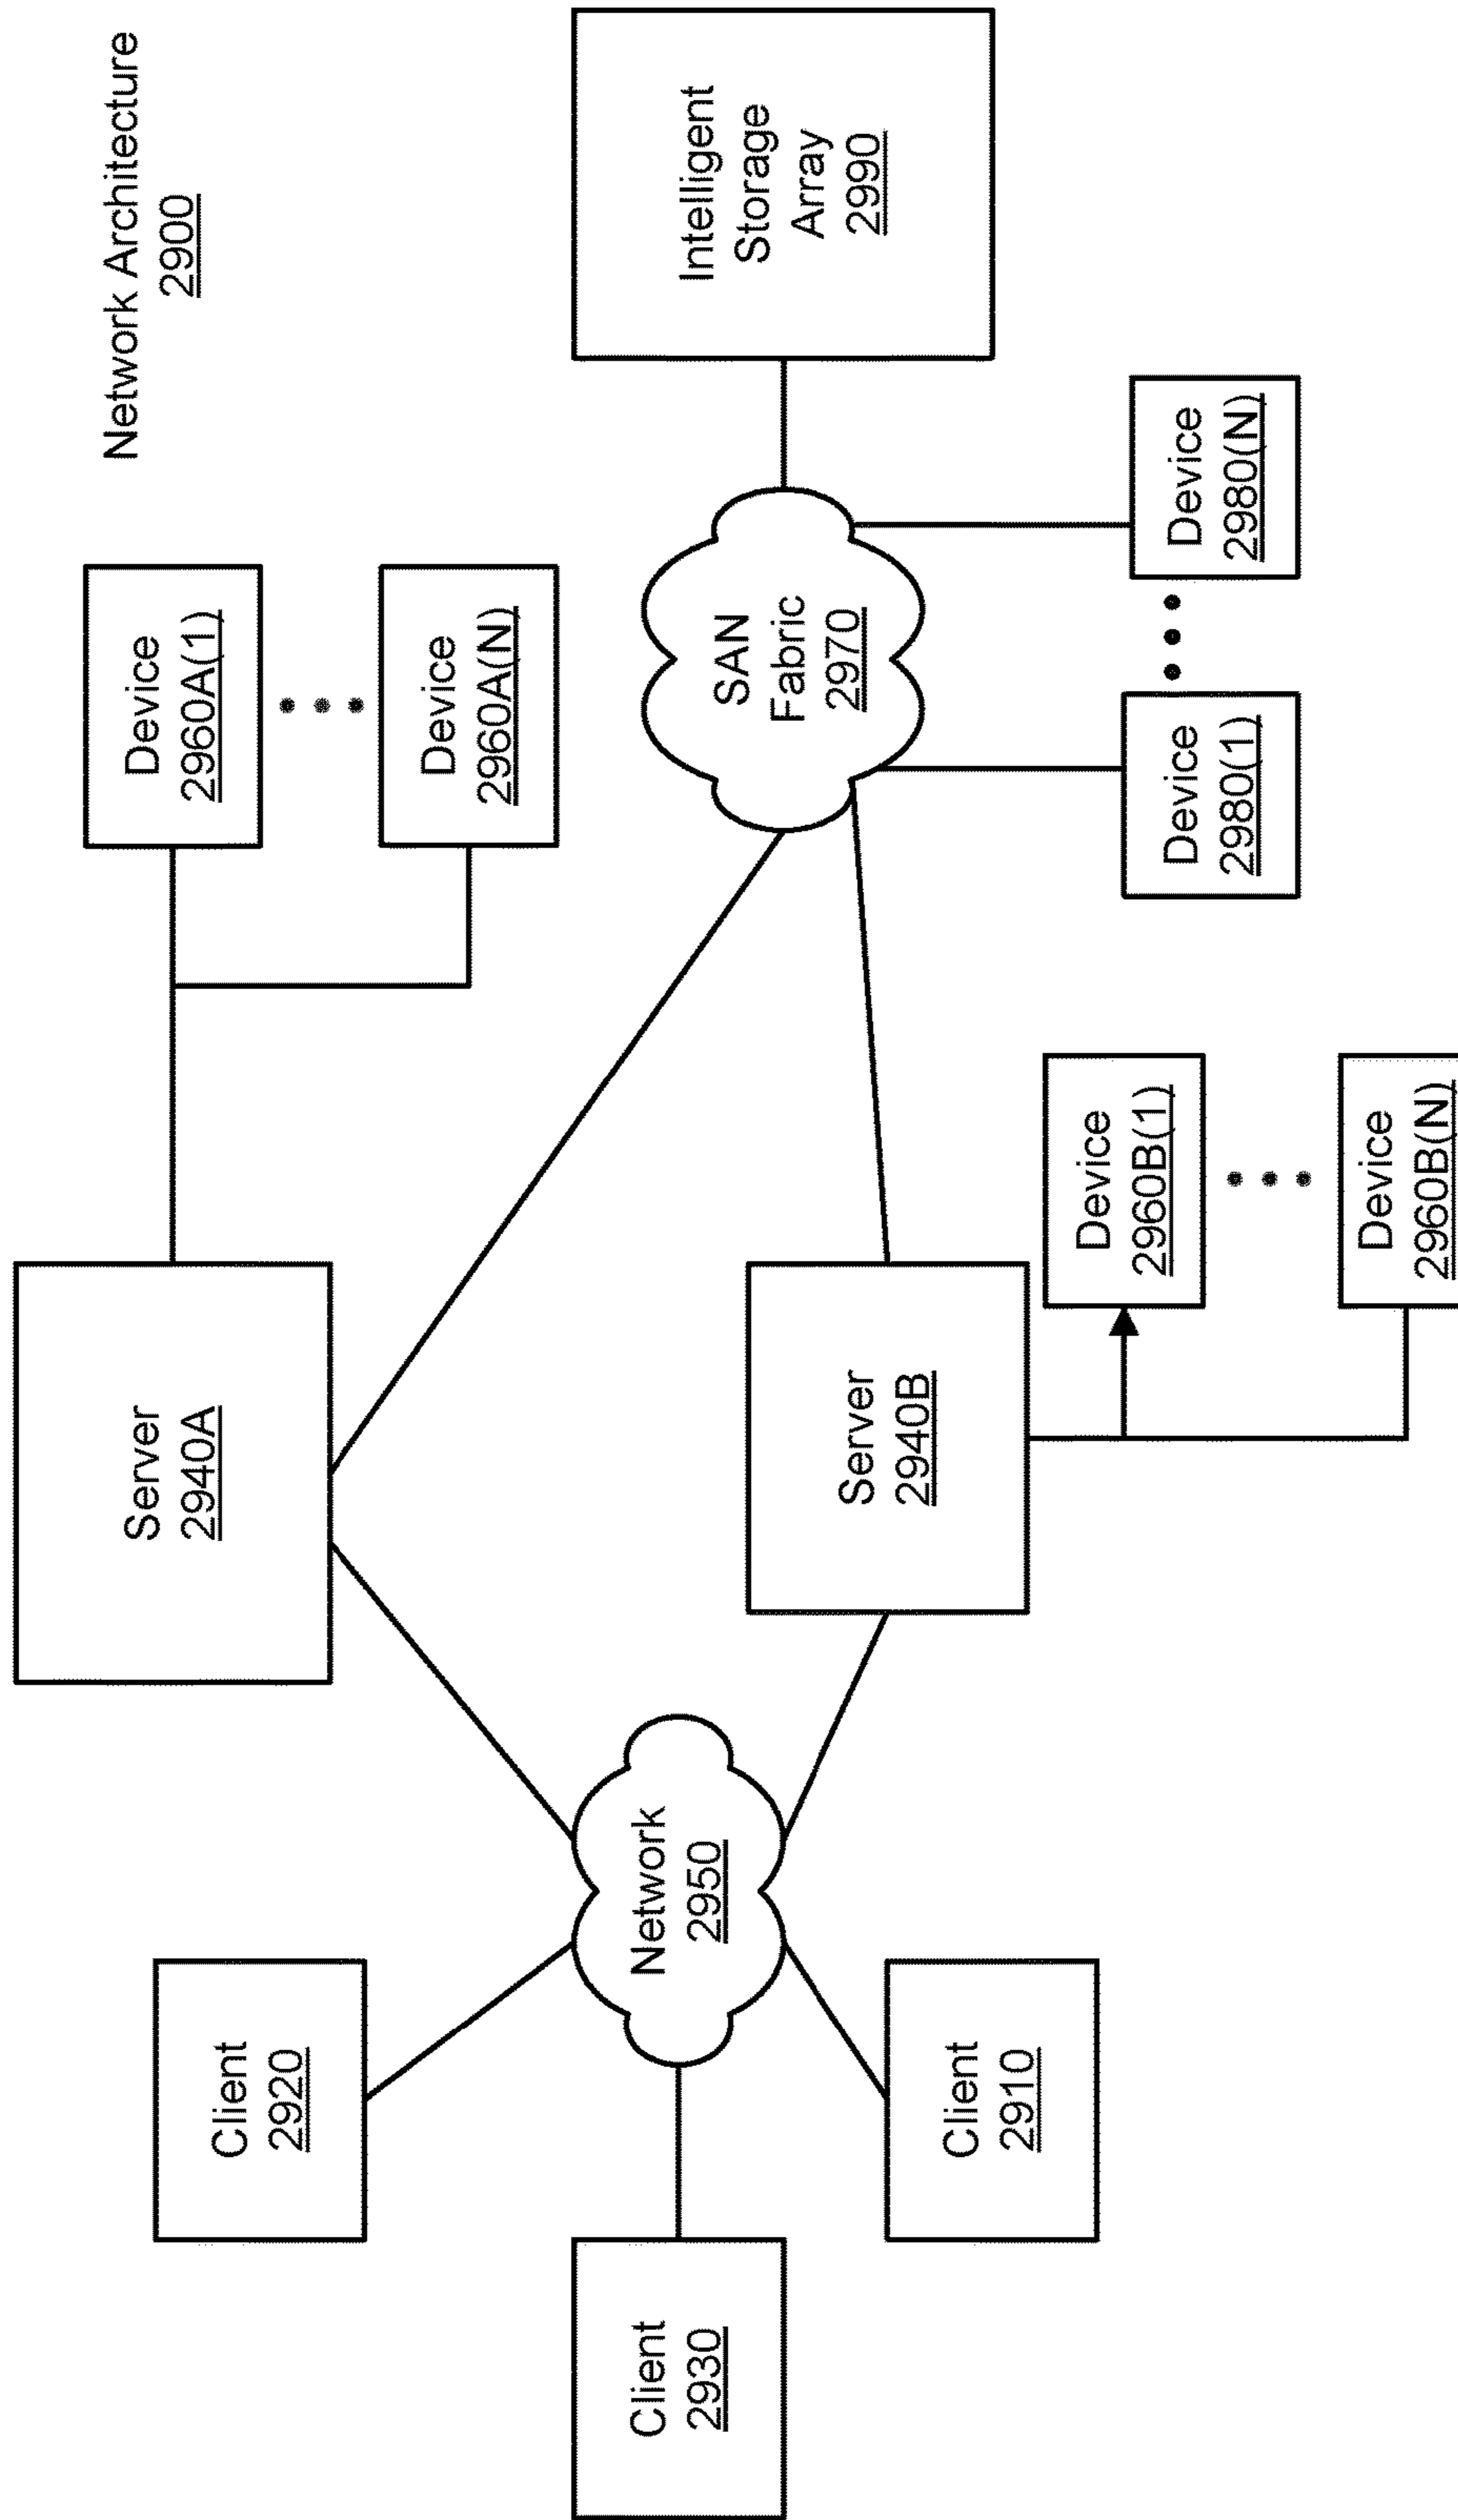 Network Architecture
2900
Client
2920
Client
2930
Client
2910
Network
2950
Server
2940A
Server
2940B
Device
2960A(1)
Device
2960A(N)
Device
2960B(1)
Device
2960B(N)
SAN
Fabric
2970
Device
2980(1)
Device
2980(N)
Intelligent
Storage
Array
2990